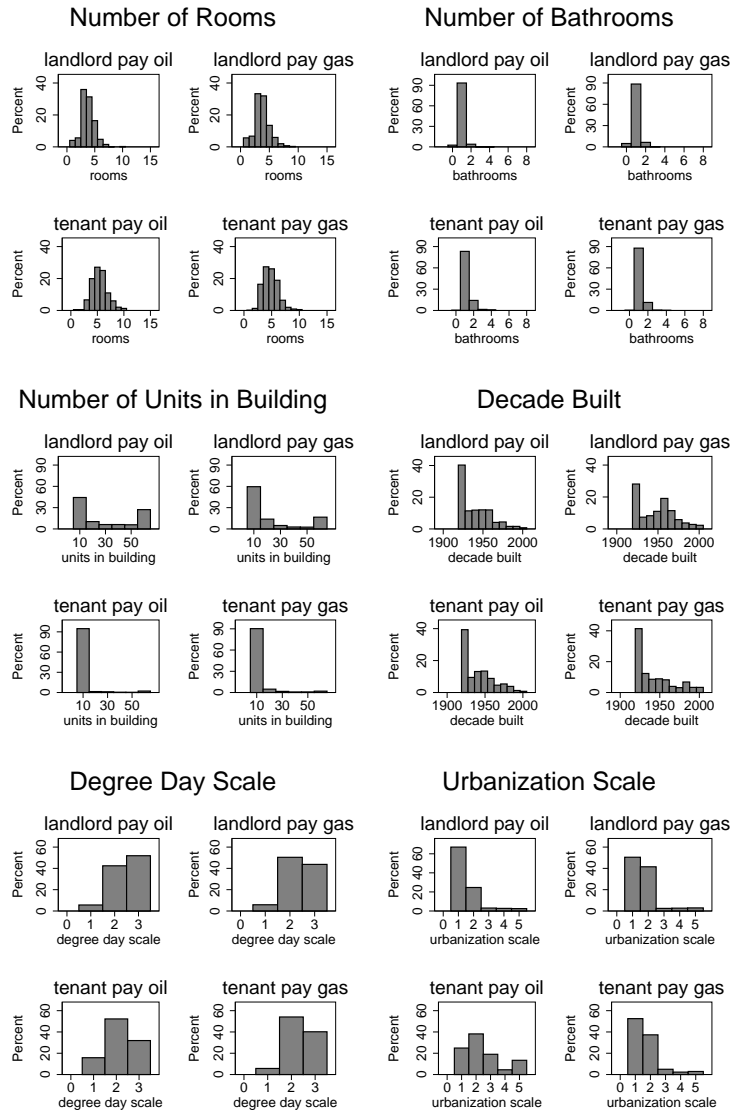 Number of Rooms
landlord pay oil
landlord pay gas
Percent
0 20 40
0 5 10 15
rooms
Percent
0 20 40
0 5 10 15
rooms
tenant pay oil
tenant pay gas
Percent
0 20 40
0 5 10 15
rooms
Percent
0 20 40
0 5 10 15
rooms
Number of Bathrooms
landlord pay oil
landlord pay gas
Percent
0 30 60 90
0 2 4 6 8
bathrooms
Percent
0 30 60 90
0 2 4 6 8
bathrooms
tenant pay oil
tenant pay gas
Percent
0 30 60 90
0 2 4 6 8
bathrooms
Percent
0 30 60 90
0 2 4 6 8
bathrooms
Number of Units in Building
landlord pay oil
landlord pay gas
Percent
0 30 60 90
10 30 50
units in building
Percent
0 30 60 90
10 30 50
units in building
tenant pay oil
tenant pay gas
Percent
0 30 60 90
10 30 50
units in building
Percent
0 30 60 90
10 30 50
units in building
Decade Built
landlord pay oil
landlord pay gas
Percent
0 20 40
1900 1950 2000
decade built
Percent
0 20 40
1900 1950 2000
decade built
tenant pay oil
tenant pay gas
Percent
0 20 40
1900 1950 2000
decade built
Percent
0 20 40
1900 1950 2000
decade built
Degree Day Scale
landlord pay oil
landlord pay gas
Percent
0 20 40 60
0 1 2 3
degree day scale
Percent
0 20 40 60
0 1 2 3
degree day scale
tenant pay oil
tenant pay gas
Percent
0 20 40 60
0 1 2 3
degree day scale
Percent
0 20 40 60
0 1 2 3
degree day scale
Urbanization Scale
landlord pay oil
landlord pay gas
Percent
0 20 40 60
0 1 2 3 4 5
urbanization scale
Percent
0 20 40 60
0 1 2 3 4 5
urbanization scale
tenant pay oil
tenant pay gas
Percent
0 20 40 60
0 1 2 3 4 5
urbanization scale
Percent
0 20 40 60
0 1 2 3 4 5
urbanization scale